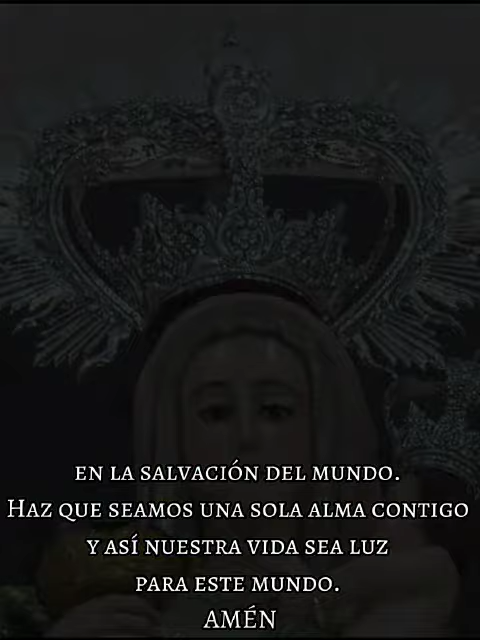 EN LA SALVACIÓN DEL MUNDO.
HAZ QUE SEAMOS UNA SOLA ALMA CONTIGO
Y ASÍ NUESTRA VIDA SEA LUZ
PARA ESTE MUNDO.
AMÉN